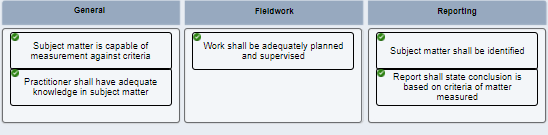 General
Fieldwork
Reporting
Subject matter is capable of
measurement against criteria
Practitioner shall have adequate
knowledge in subject matter
Work shall be adequately planned
and supervised
Subject matter shall be identified
Report shall state conclusion is
based on criteria of matter
measured